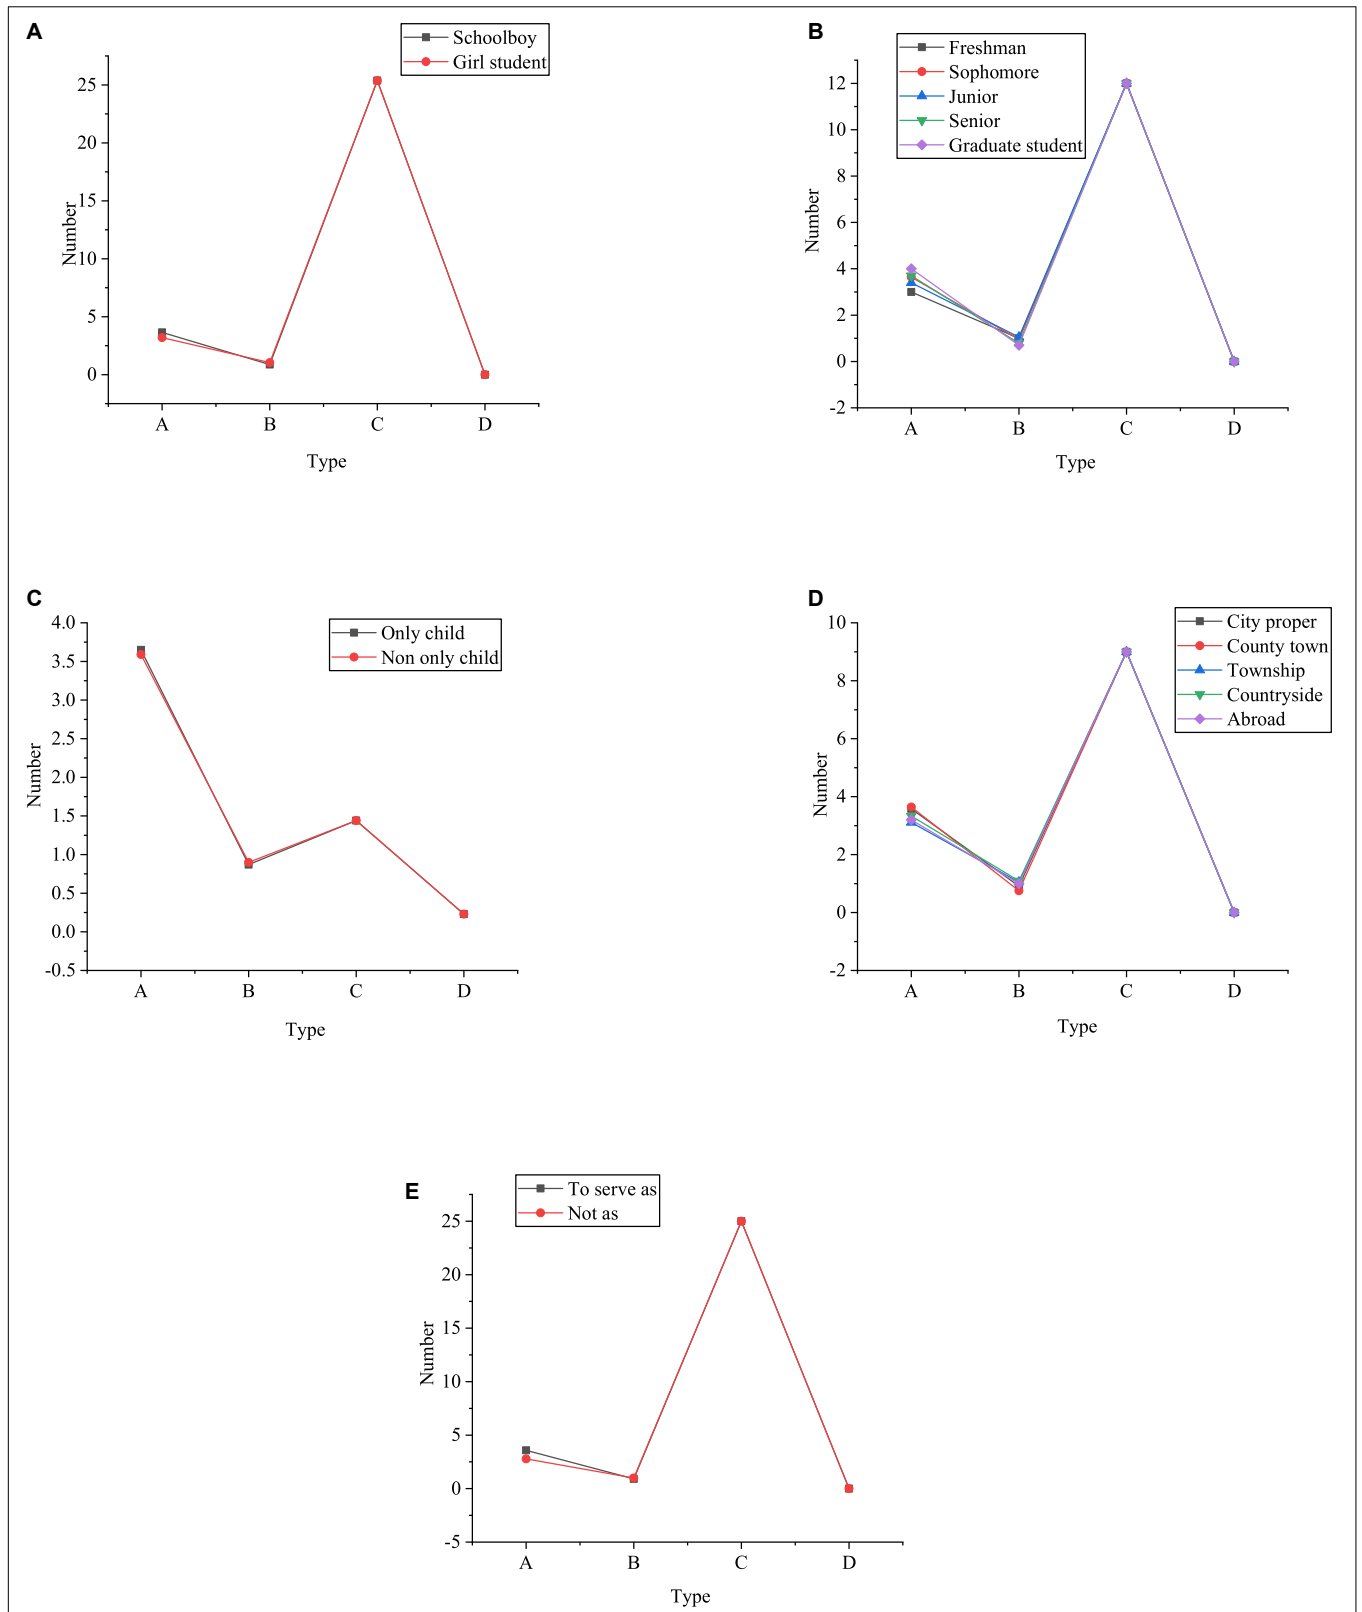 A
Schoolboy
Girl student
25
20
15
10
5
0
Number
A B C D
Type
B
Freshman
Sophomore
Junior
Senior
Graduate student
12
10
8
6
4
2
0
-2
Number
A B C D
Type
C
Only child
Non only child
4.0
3.5
3.0
2.5
2.0
1.5
1.0
0.5
0.0
-0.5
Number
A B C D
Type
D
City proper
County town
Township
Countryside
Abroad
10
8
6
4
2
0
-2
Number
A B C D
Type
E
To serve as
Not as
25
20
15
10
5
0
-5
Number
A B C D
Type